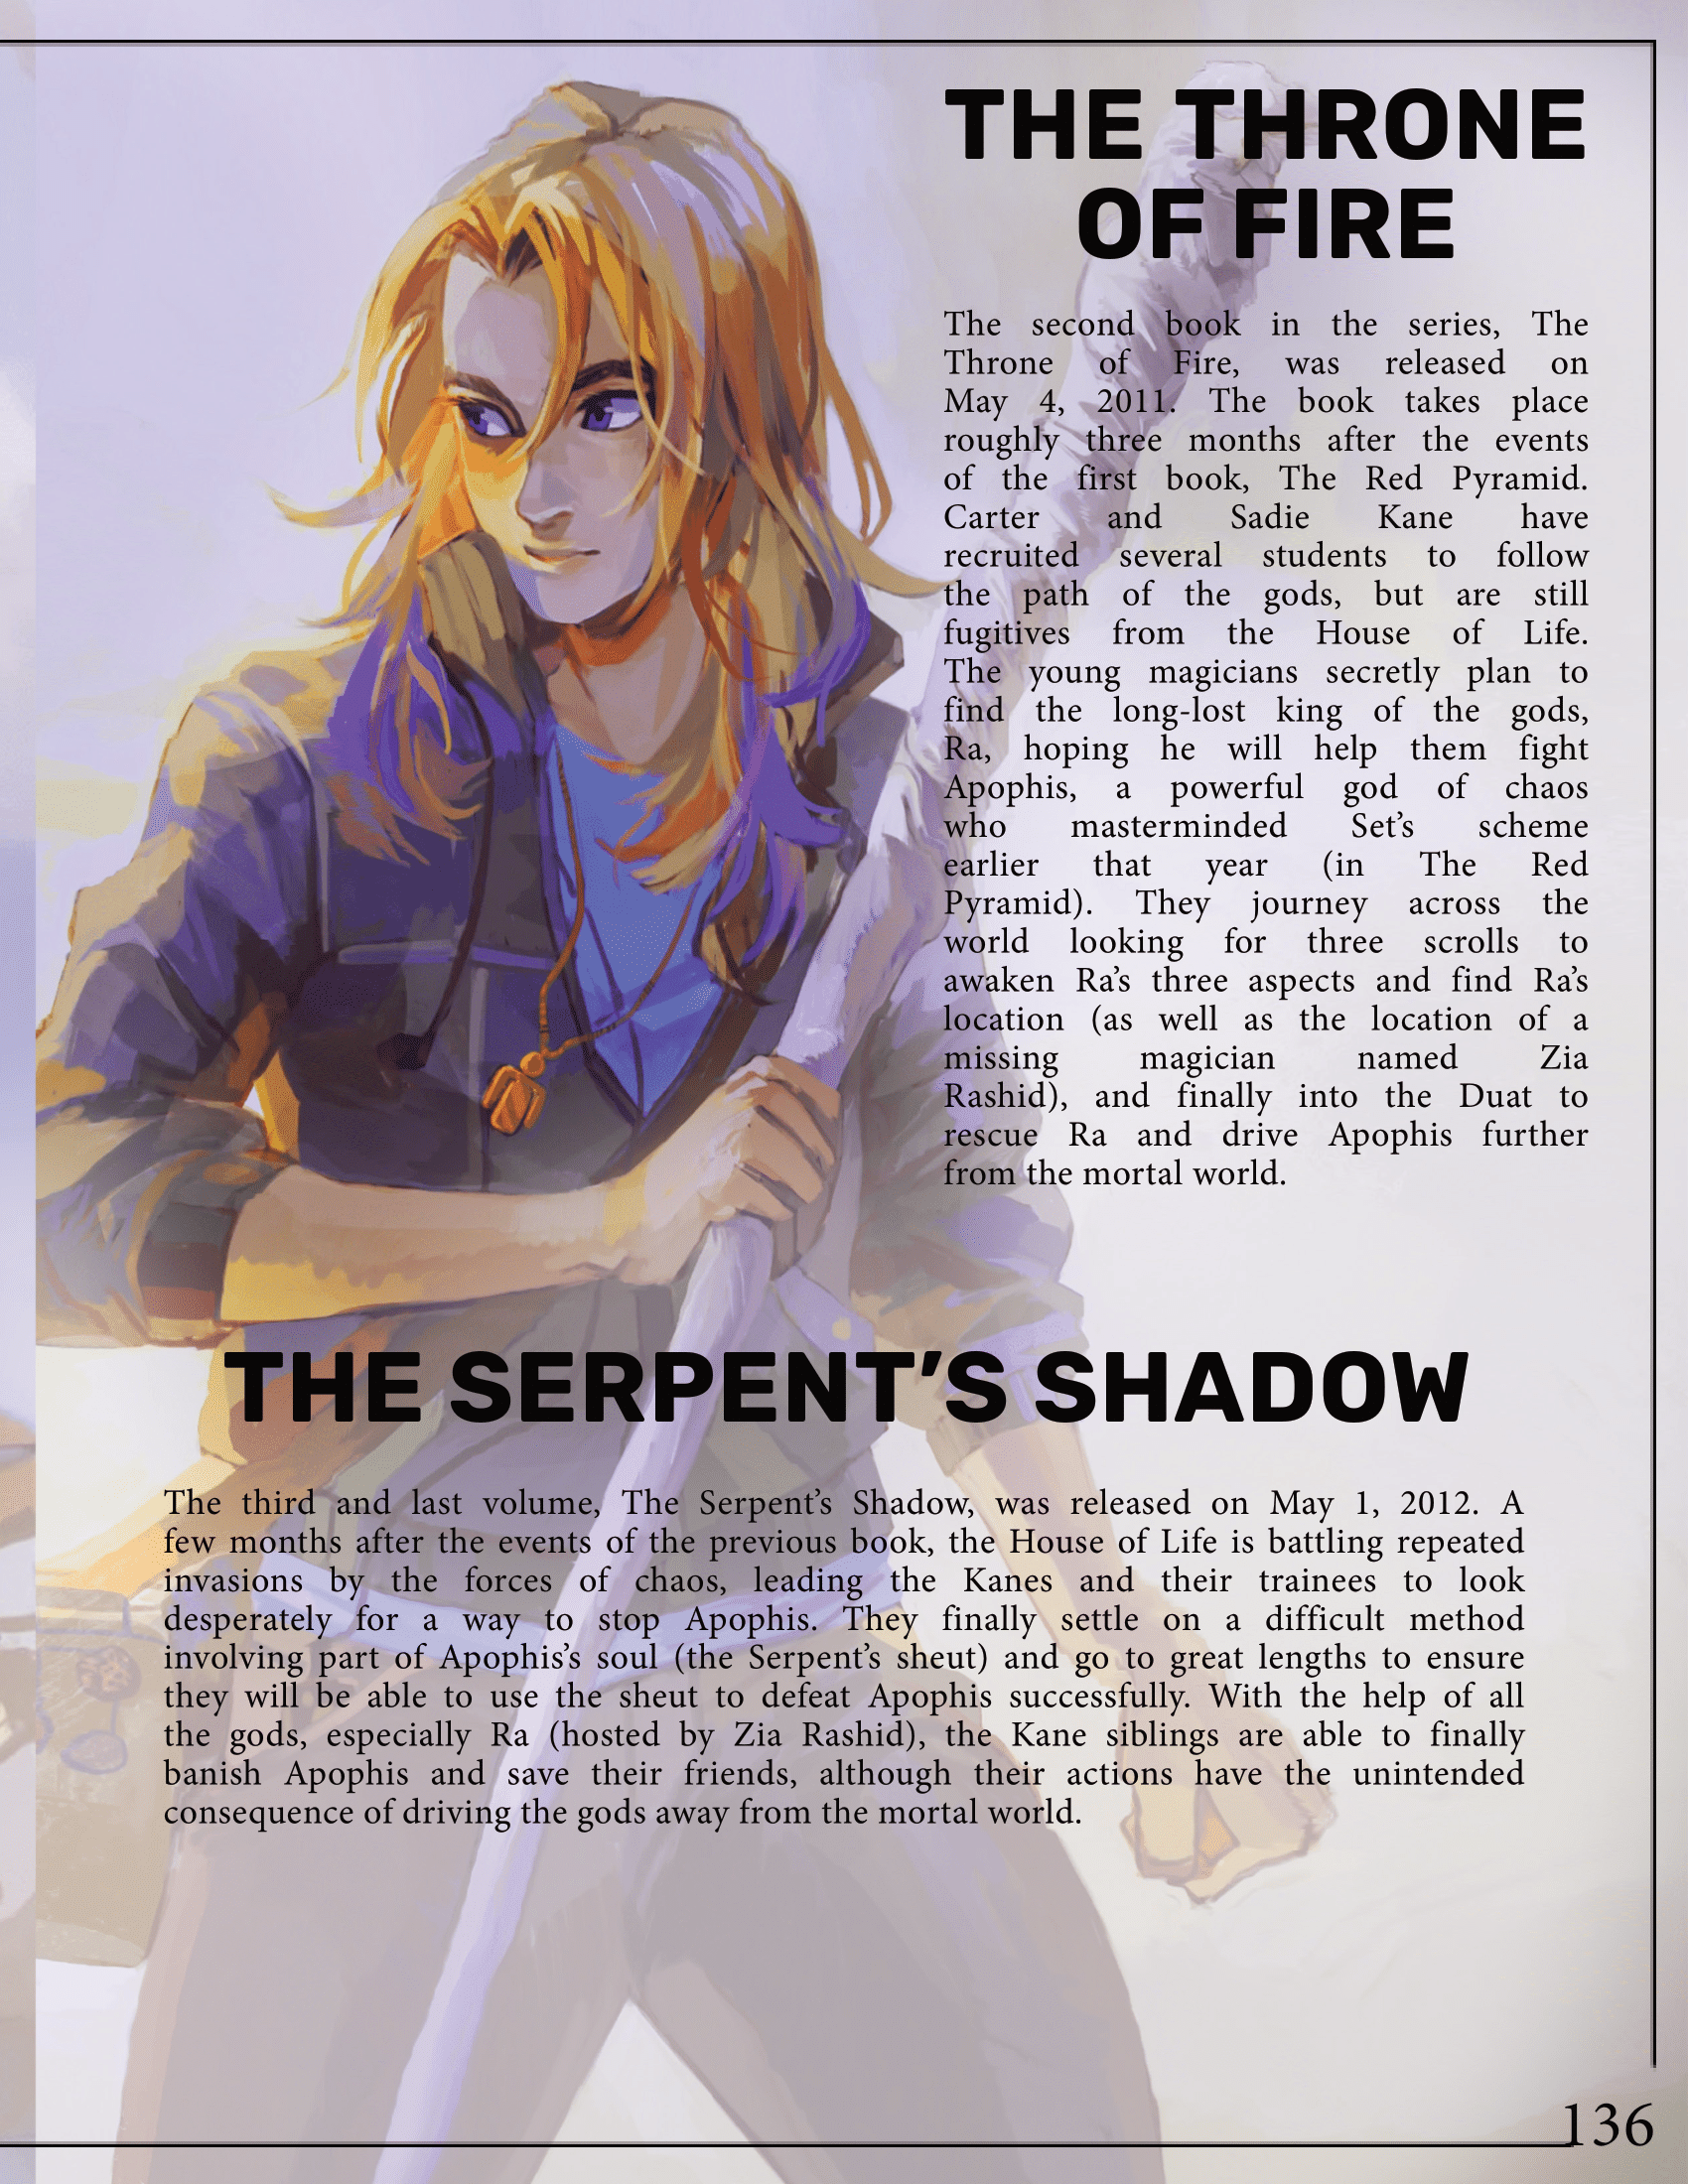 THE THRONE
OF FIRE
The second book in the series, The
Throne of Fire, was released on
May 4, 2011. The book takes place
roughly three months after the events
of the first book, The Red Pyramid.
Carter and Sadie Kane have
recruited several students to follow
the path of the gods, but are still
fugitives from the House of Life.
The young magicians secretly plan to
find the long-lost king of the gods,
Ra, hoping he will help them fight
Apophis, a powerful god of chaos
who masterminded Set’s scheme
earlier that year (in The Red
Pyramid). They journey across the
world looking for three scrolls to
awaken Ra’s three aspects and find Ra’s
location (as well as the location of a
missing magician named Zia
Rashid), and finally into the Duat to
rescue Ra and drive Apophis further
from the mortal world.
THE SERPENT’S SHADOW
The third and last volume, The Serpent’s Shadow, was released on May 1, 2012. A
few months after the events of the previous book, the House of Life is battling repeated
invasions by the forces of chaos, leading the Kanes and their trainees to look
desperately for a way to stop Apophis. They finally settle on a difficult method
involving part of Apophis’s soul (the Serpent’s sheut) and go to great lengths to ensure
they will be able to use the sheut to defeat Apophis successfully. With the help of all
the gods, especially Ra (hosted by Zia Rashid), the Kane siblings are able to finally
banish Apophis and save their friends, although their actions have the unintended
consequence of driving the gods away from the mortal world.
136